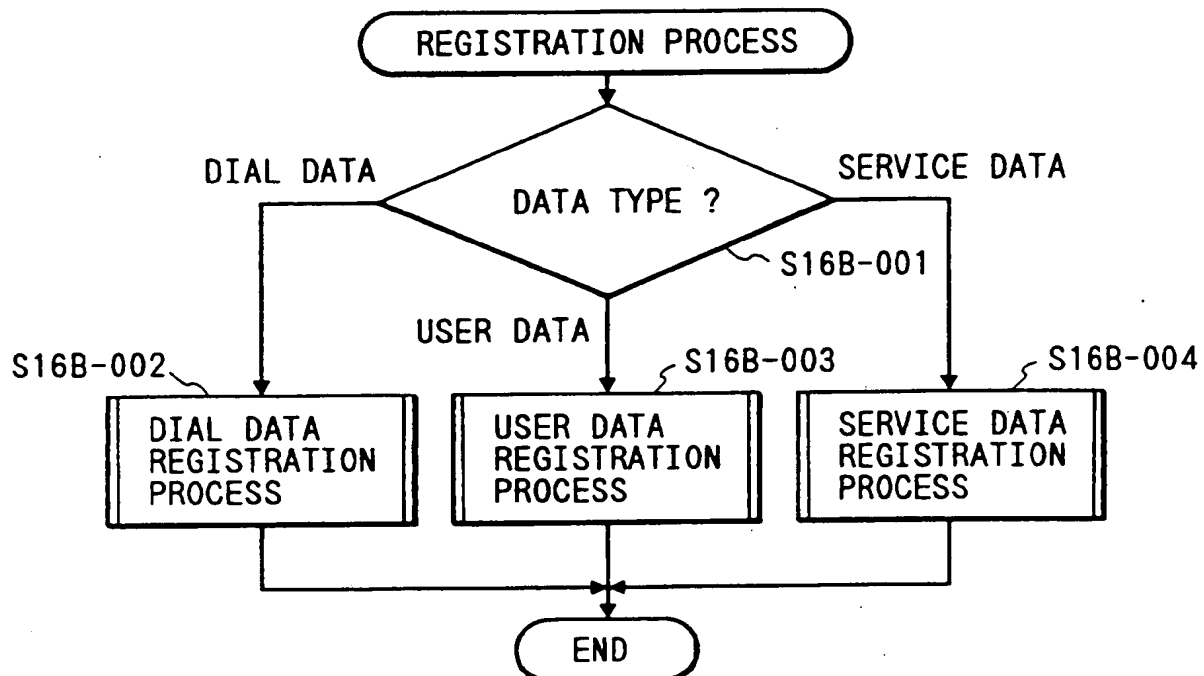 REGISTRATION PROCESS
DIAL DATA
SERVICE DATA
DATA TYPE ?
S16B-001
USER DATA
S16B-002
S16B-003
S16B-004
DIAL DATA
REGISTRATION
PROCESS
USER DATA
REGISTRATION
PROCESS
SERVICE DATA
REGISTRATION
PROCESS
END